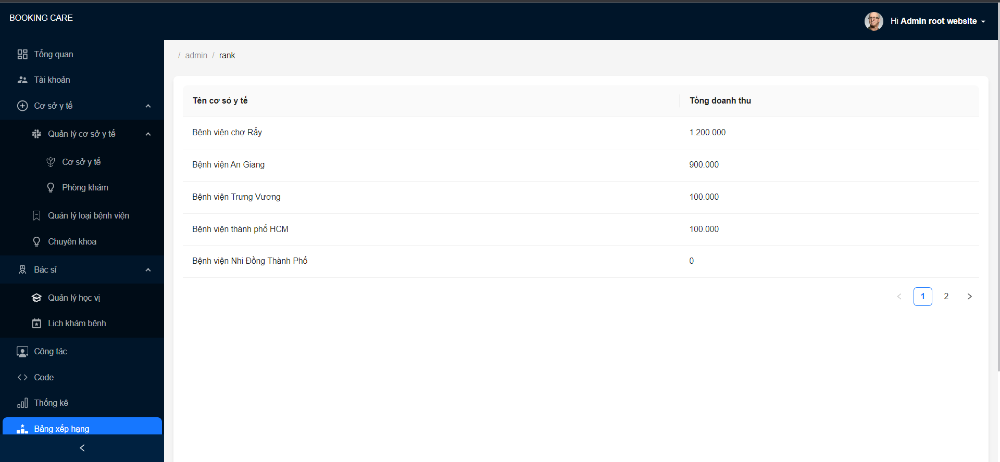 BOOKING CARE
Hi Admin root website
Tổng quan
Tài khoản
Cơ sở y tế
Quản lý cơ sở y tế
Cơ sở y tế
Phòng khám
Quản lý loại bệnh viện
Chuyên khoa
Bác sĩ
Quản lý học vị
Lịch khám bệnh
Công tác
Code
Thống kê
Bảng xếp hạng
/ admin / rank
Tên cơ sỏ y tế Tổng doanh thu
Bệnh viện chợ Rẫy 1.200.000
Bệnh viện An Giang 900.000
Bệnh viện Trưng Vương 100.000
Bệnh viện thành phố HCM 100.000
Bệnh viện Nhi Đồng Thành Phố 0
1 2